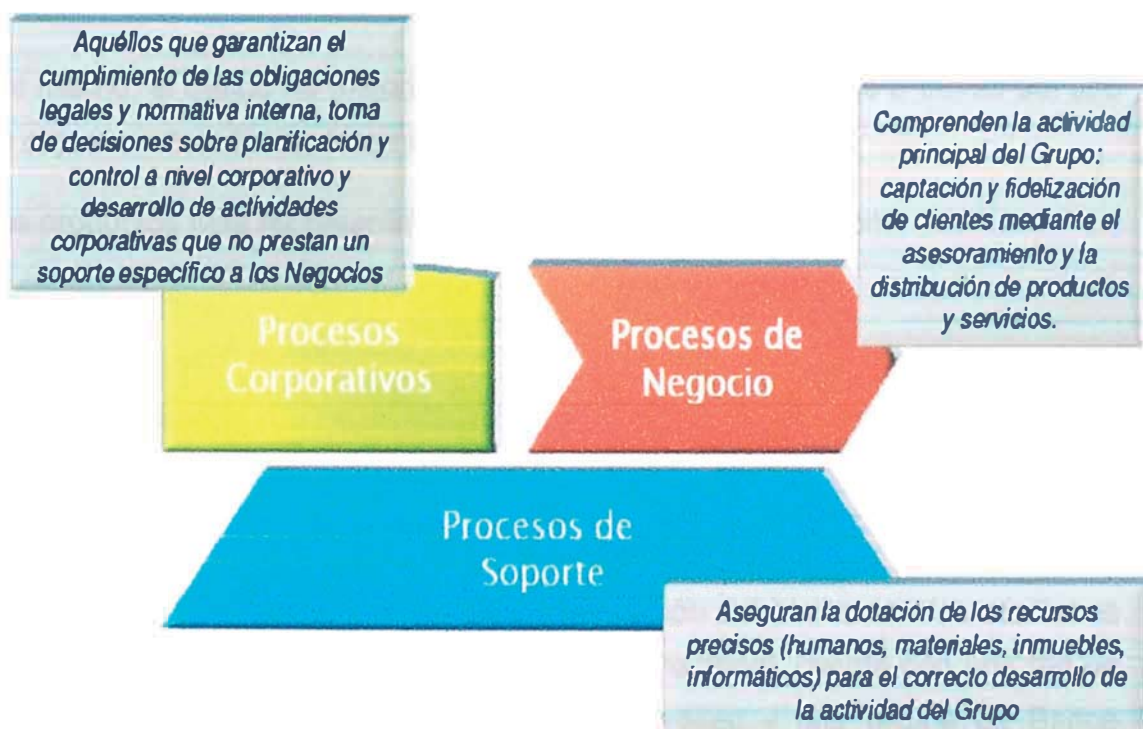 Aquéllos que garantizan el
cumplimiento de las obligaciones
legales y normativa interna, toma
de decisiones sobre planificación y
control a nivel corporativo y
desarrollo de actividades
corporativas que no prestan un
soporte específico a los Negocios
Comprenden la actividad
principal del Grupo:
captación y fidelización
de clientes mediante el
asesoramiento y la
distribución de productos
y servicios.
Procesos
Corporativos
Procesos de
Negocio
Procesos de
Soporte
Aseguran la dotación de los recursos
precisos (humanos, materiales, inmuebles,
informáticos) para el correcto desarrollo de
la actividad del Grupo